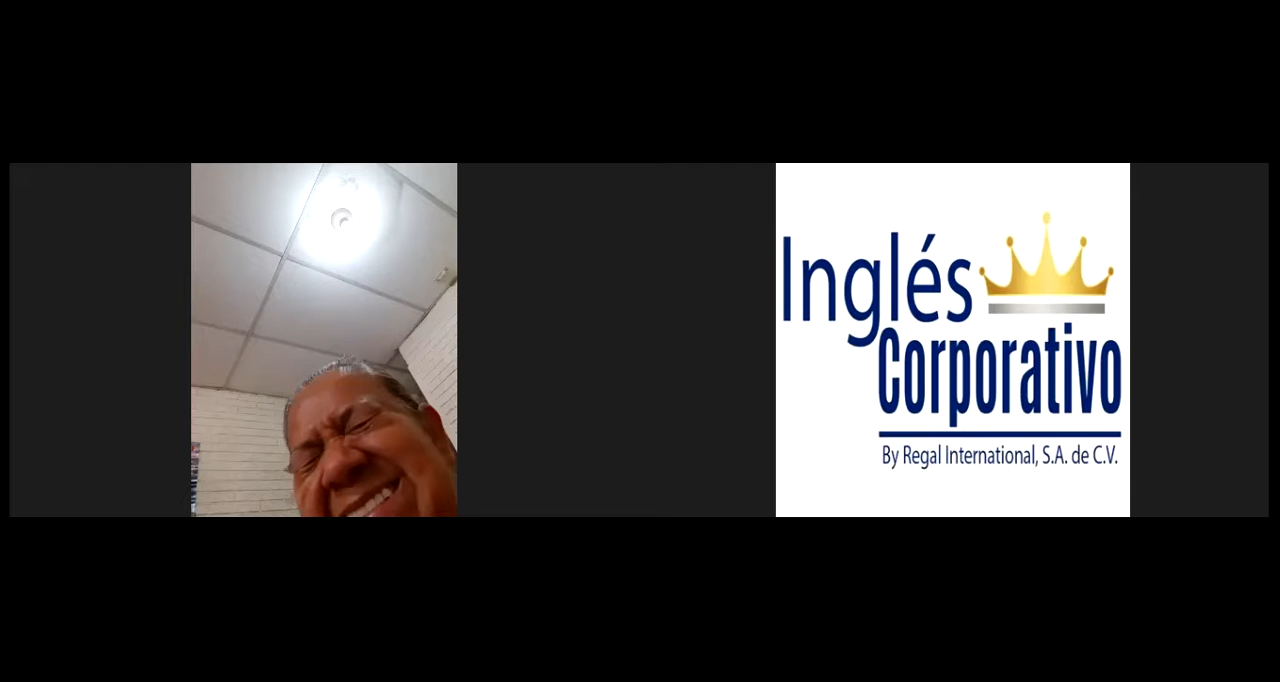 Inglés
Corporativo
By Regal International, S.A. de C.V.